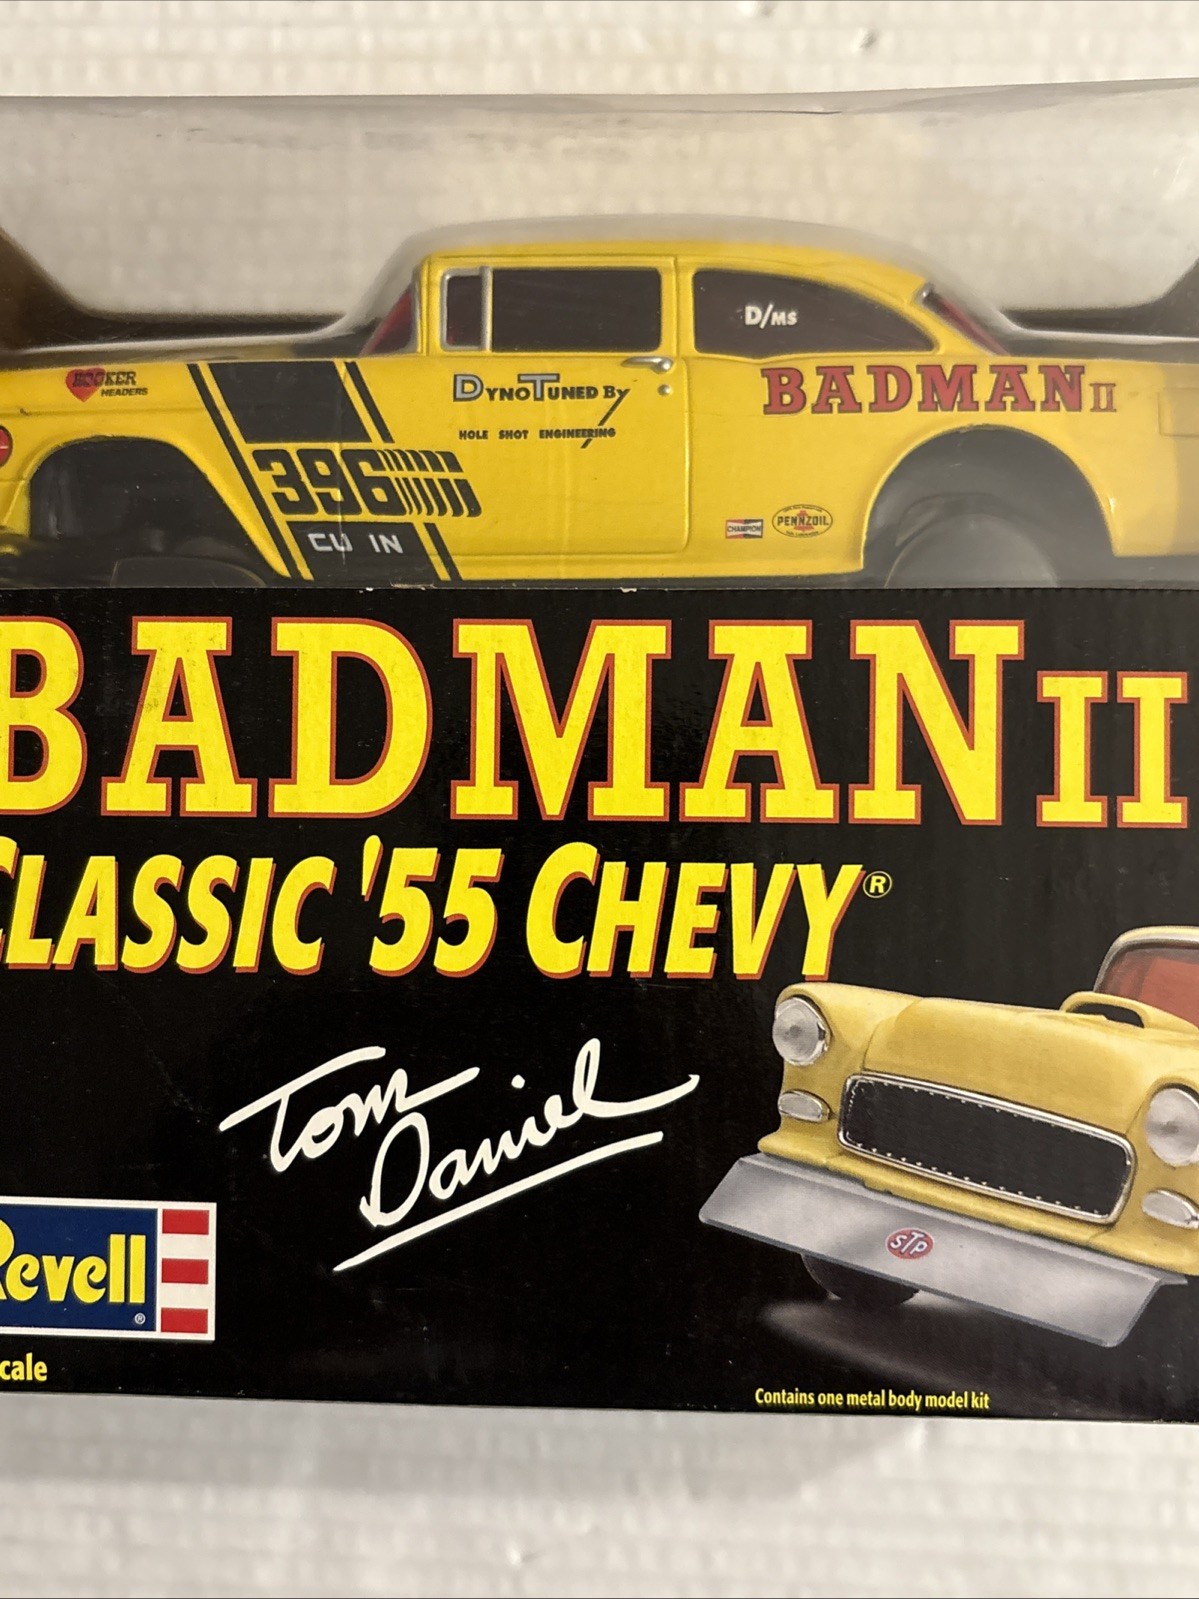 D/MS
HOOKER
HEADERS
DYNOTUNED BY
HOLE SHOT ENGINEERING
BADMAN II
396
CU IN
CHAMPION
PENNZOIL
BADMAN II
CLASSIC '55 CHEVY®
Tom
Daniel
STP
Revell
®
cale
Contains one metal body model kit